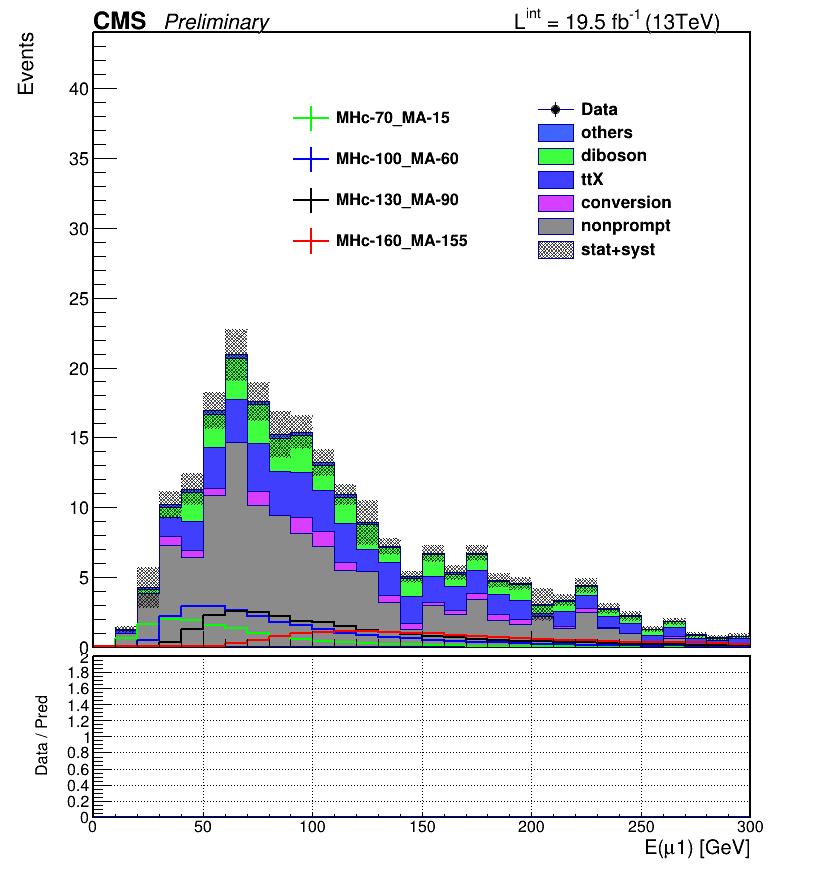 CMS Preliminary L^int = 19.5 fb^-1 (13TeV)
Events
40
35
30
25
20
15
10
5
0
MHc-70_MA-15
MHc-100_MA-60
MHc-130_MA-90
MHc-160_MA-155
Data
others
diboson
ttX
conversion
nonprompt
stat+syst
Data / Pred
2
1.8
1.6
1.4
1.2
1
0.8
0.6
0.4
0.2
0
0 50 100 150 200 250 300
E(μ1) [GeV]